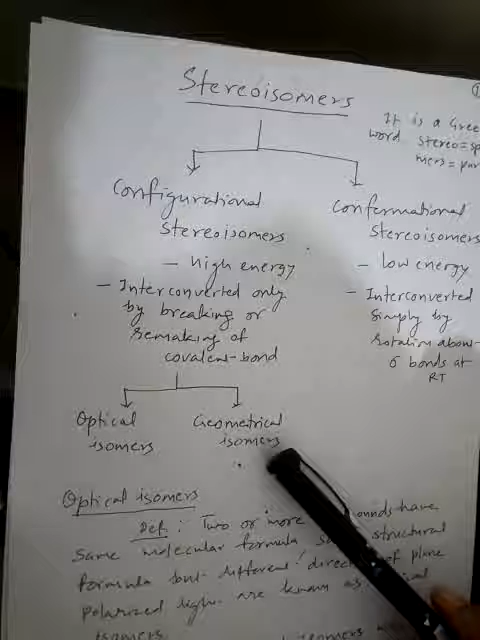 Stereoisomers
It is a Gree
word stereo=sp
mers=
Configurational
Stereoisomers
- high energy
- Interconverted only
by breaking or
remaking of
covalent-bond
Conformational
Stereoisomers
- low energy
- Interconverted
simply by
rotation about-
σ bonds at
RT
Optical
isomers
Geometrical
isomers
Optical isomers
Def: Two or more ounds have
same molecular formula structural
formula but different direc of plane
polarized light are known as
isomers